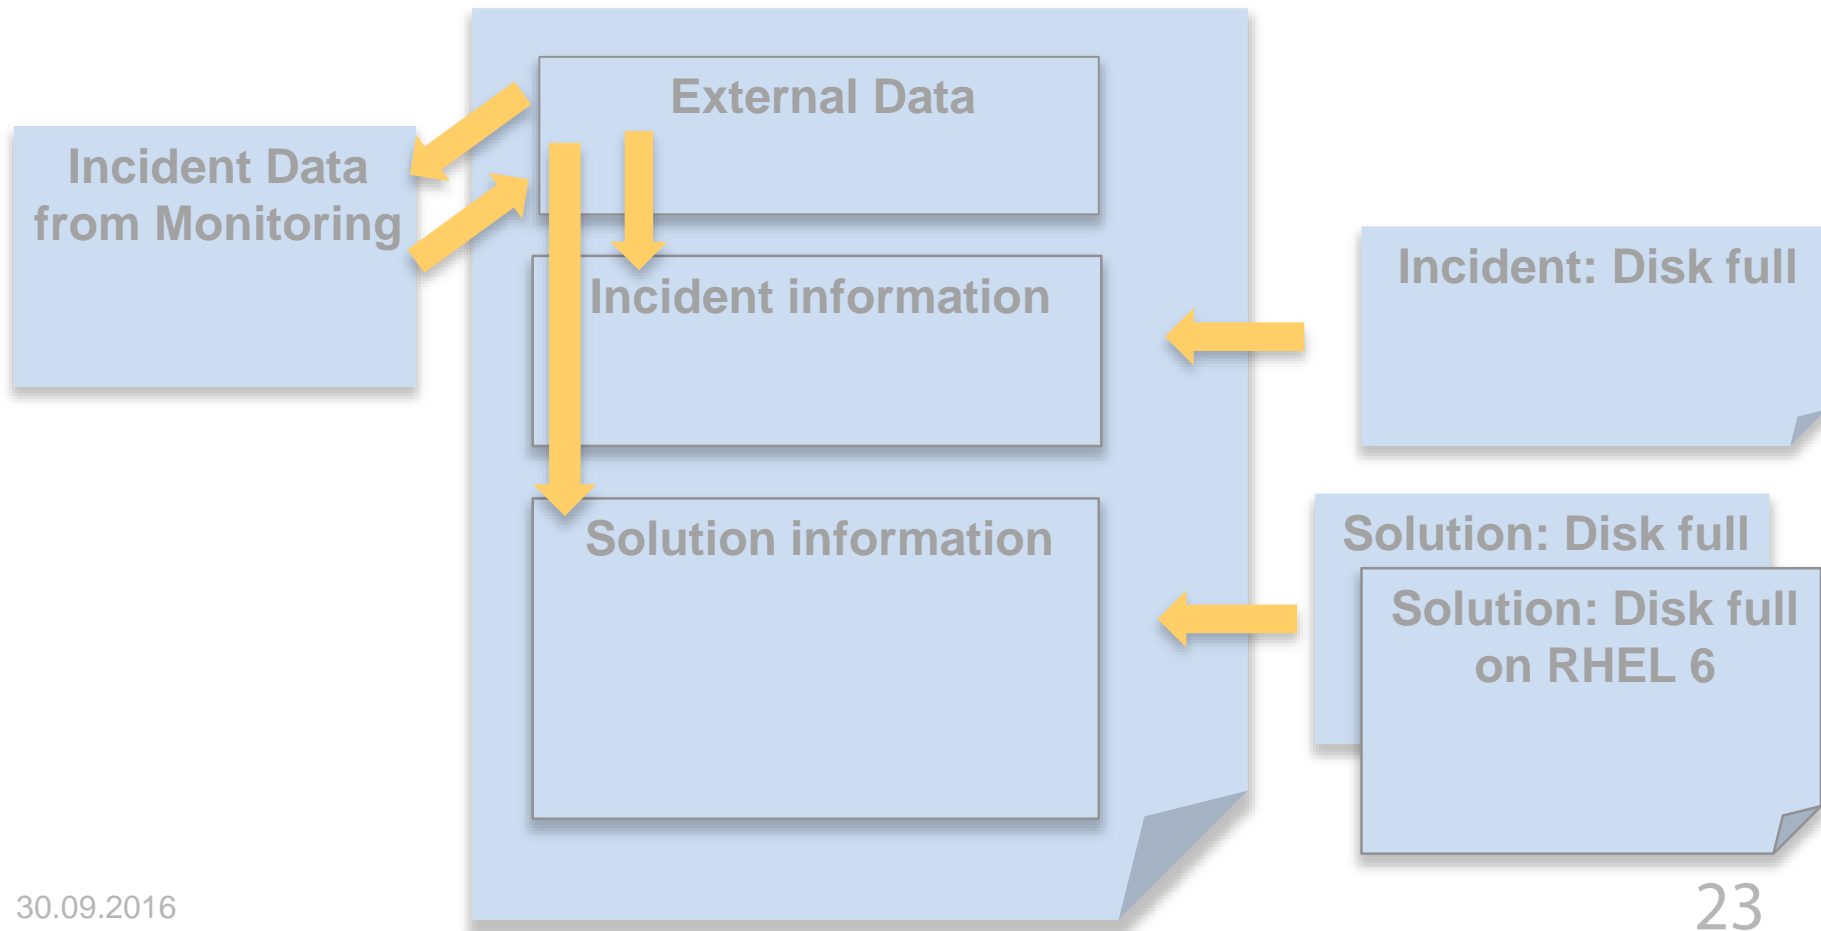 External Data
Incident Data
from Monitoring
Incident information
Incident: Disk full
Solution information
Solution: Disk full
Solution: Disk full
on RHEL 6
30.09.2016
23